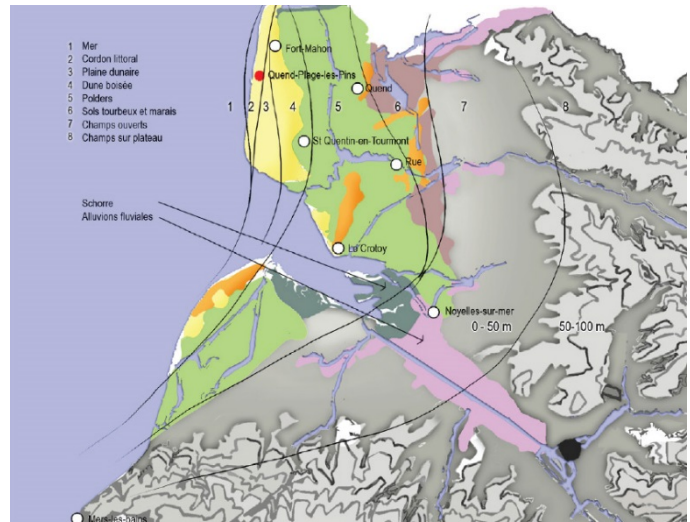 1 Mer
2 Cordon littoral
3 Plaine dunaire
4 Dune boisée
5 Polders
6 Sols tourbeux et marais
7 Champs ouverts
8 Champs sur plateau
Fort-Mahon
Quend-Plage-les-Pins
Quend
1 2 3 4 5 6 7 8
St Quentin-en-Tourmont
Rue
Schorre
Alluvions fluviales
Le Crotoy
Noyelles-sur-mer
0 - 50 m 50-100 m
Mers-les-bains